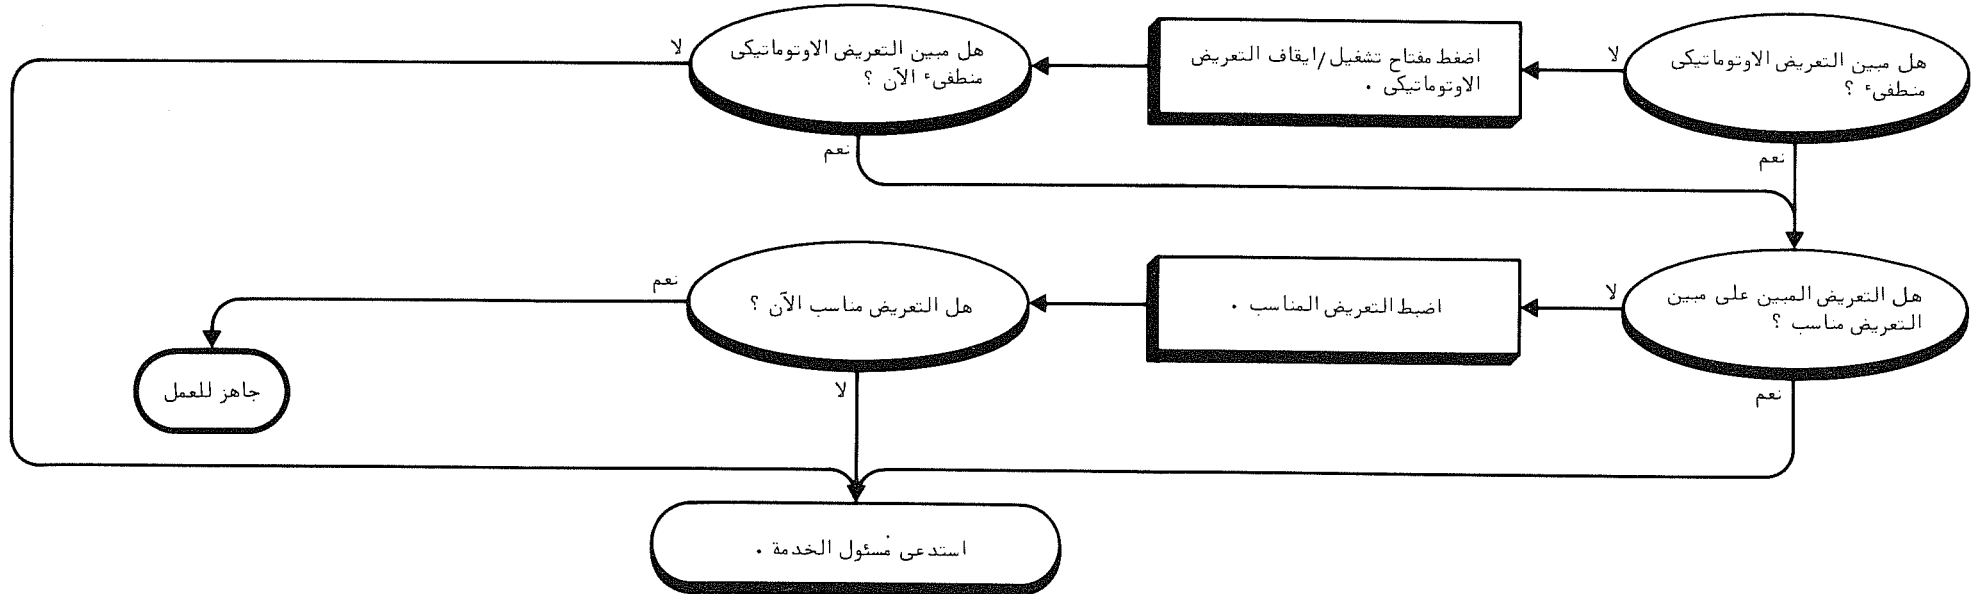 هل مبين التعريض الاوتوماتيكى
منطفىء ؟
لا
نعم
اضغط مفتاح تشغيل/ايقاف التعريض
الاوتوماتيكى .
هل مبين التعريض الاوتوماتيكى
منطفىء الآن ؟
لا
نعم
هل التعريض المبين على مبين
التعريض مناسب ؟
لا
نعم
اضبط التعريض المناسب .
هل التعريض مناسب الآن ؟
نعم
لا
جاهز للعمل
استدعى مسئول الخدمة .